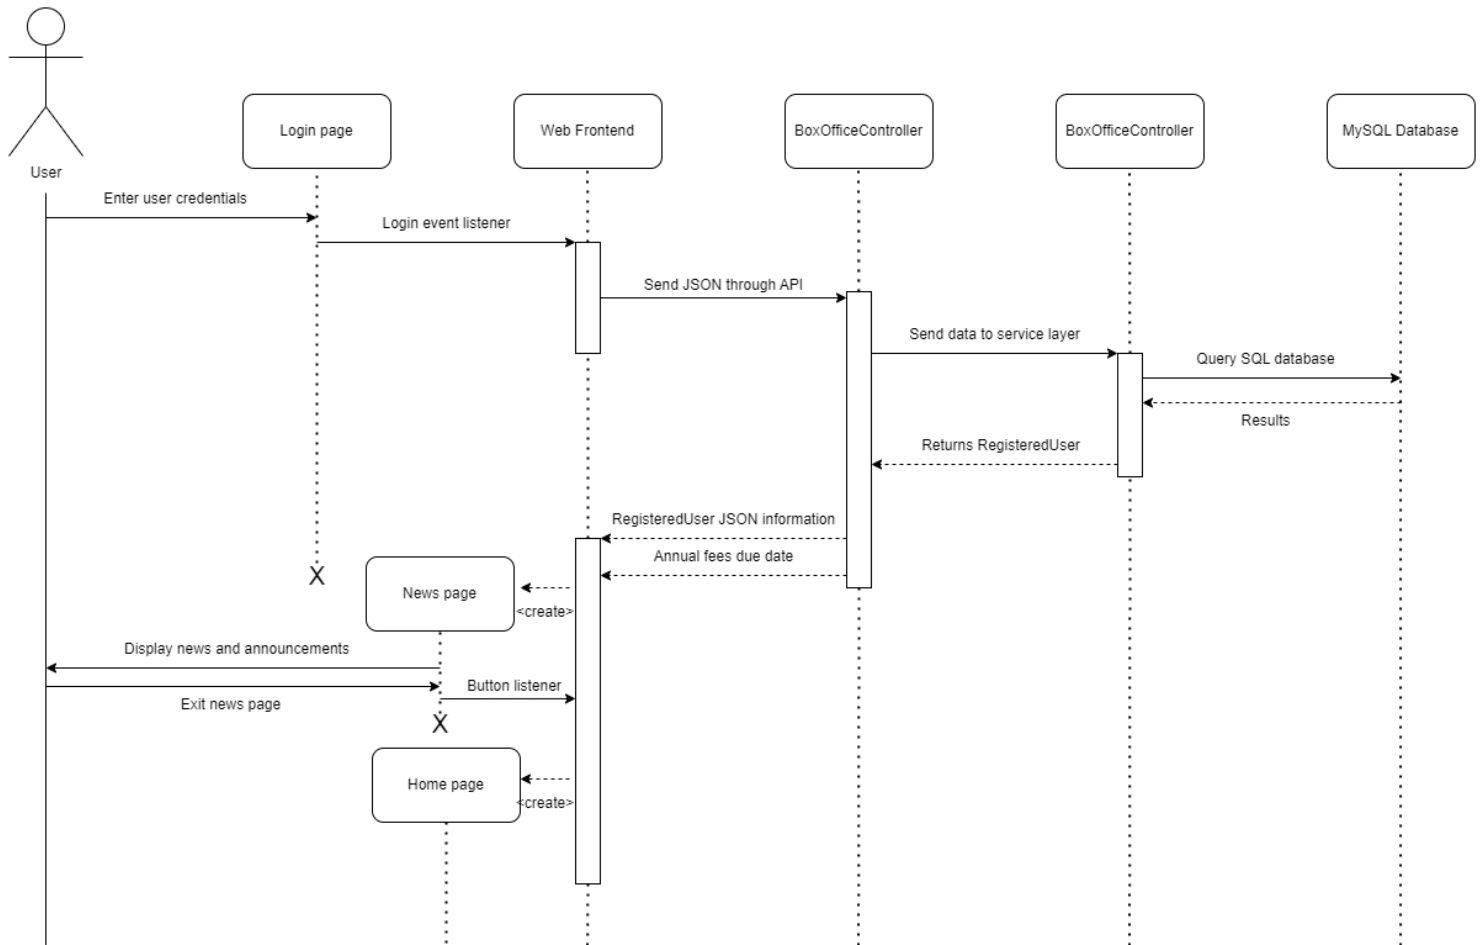 Login page
Web Frontend
BoxOfficeController
BoxOfficeController
MySQL Database
User
Enter user credentials
Login event listener
Send JSON through API
Send data to service layer
Query SQL database
Results
Returns RegisteredUser
RegisteredUser JSON information
Annual fees due date
X
News page
<create>
Display news and announcements
Button listener
Exit news page
X
Home page
<create>